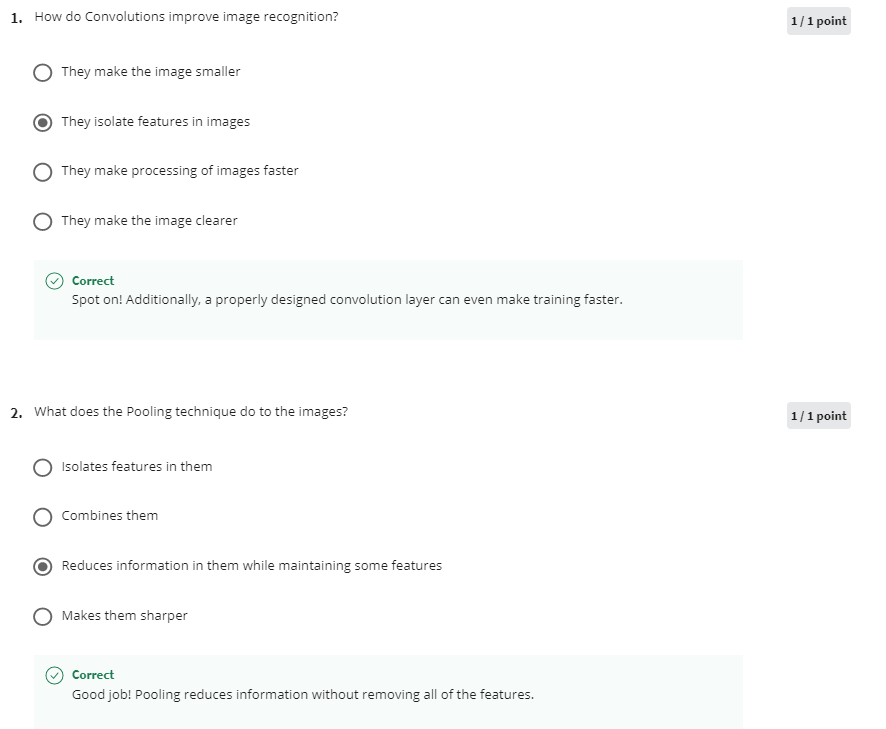 1. How do Convolutions improve image recognition?
1 / 1 point
They make the image smaller
They isolate features in images
They make processing of images faster
They make the image clearer
Correct
Spot on! Additionally, a properly designed convolution layer can even make training faster.
2. What does the Pooling technique do to the images?
1 / 1 point
Isolates features in them
Combines them
Reduces information in them while maintaining some features
Makes them sharper
Correct
Good job! Pooling reduces information without removing all of the features.